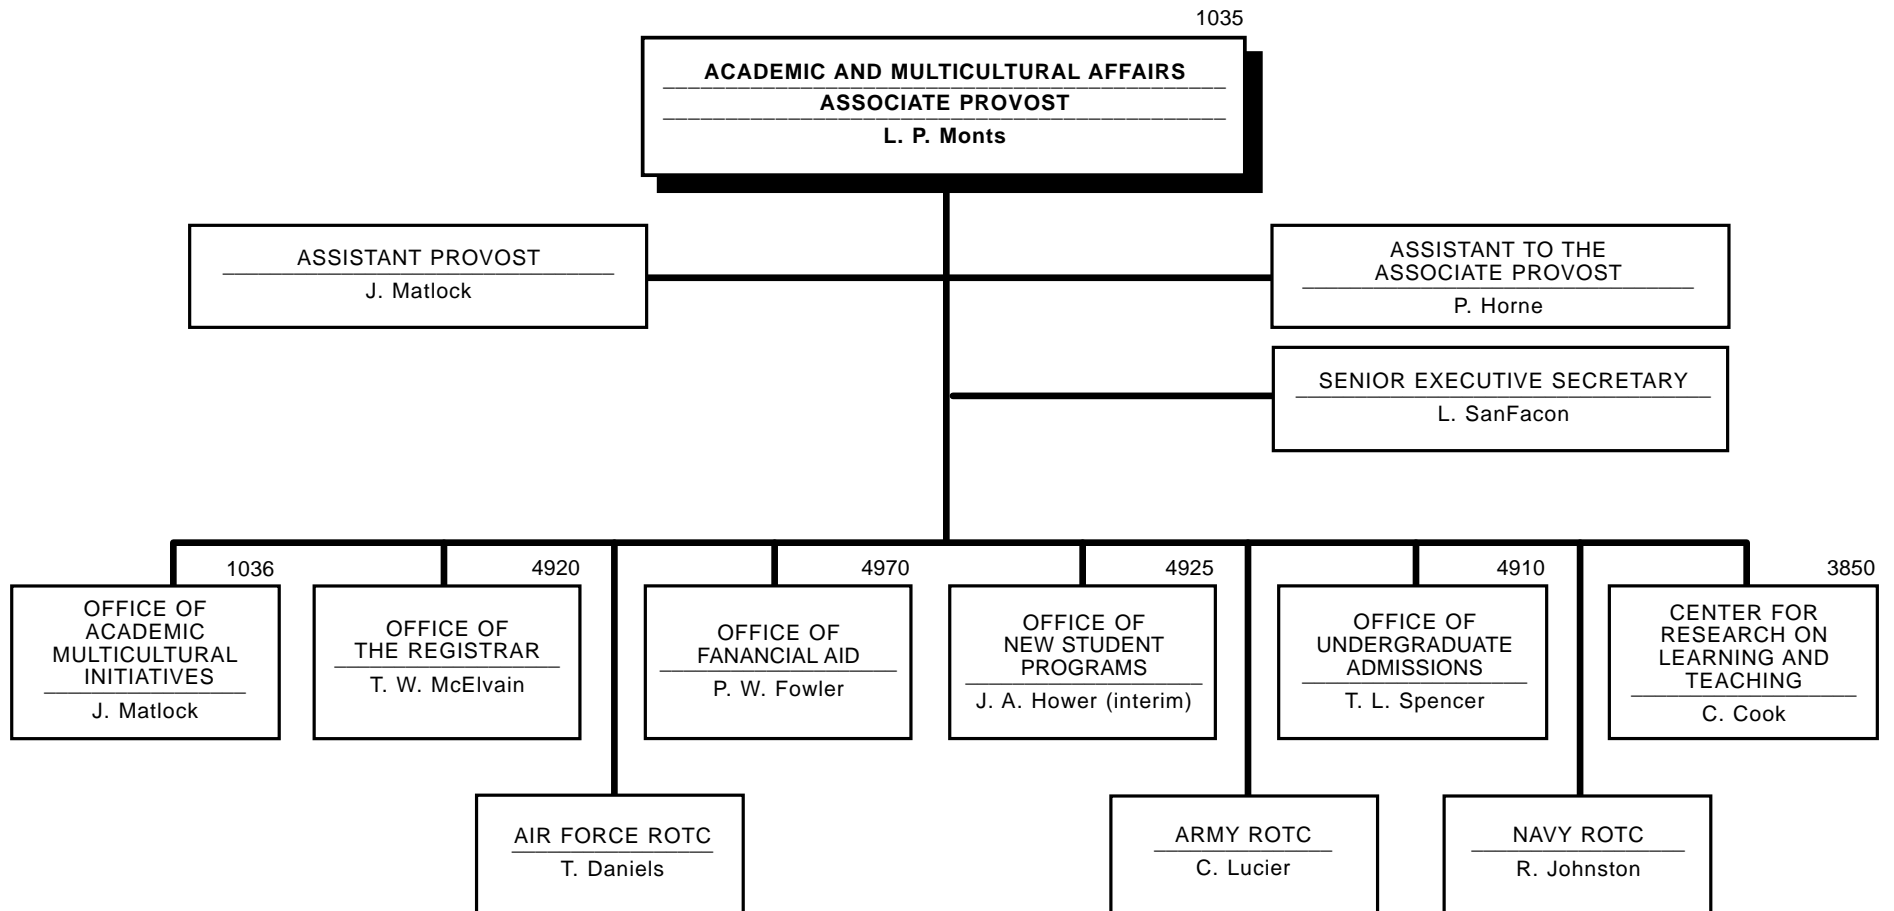 1035
ACADEMIC AND MULTICULTURAL AFFAIRS
ASSOCIATE PROVOST
L. P. Monts
ASSISTANT PROVOST
J. Matlock
ASSISTANT TO THE
ASSOCIATE PROVOST
P. Horne
SENIOR EXECUTIVE SECRETARY
L. SanFacon
1036
OFFICE OF
ACADEMIC
MULTICULTURAL
INITIATIVES
J. Matlock
4920
OFFICE OF
THE REGISTRAR
T. W. McElvain
4970
OFFICE OF
FANANCIAL AID
P. W. Fowler
4925
OFFICE OF
NEW STUDENT
PROGRAMS
J. A. Hower (interim)
4910
OFFICE OF
UNDERGRADUATE
ADMISSIONS
T. L. Spencer
3850
CENTER FOR
RESEARCH ON
LEARNING AND
TEACHING
C. Cook
AIR FORCE ROTC
T. Daniels
ARMY ROTC
C. Lucier
NAVY ROTC
R. Johnston